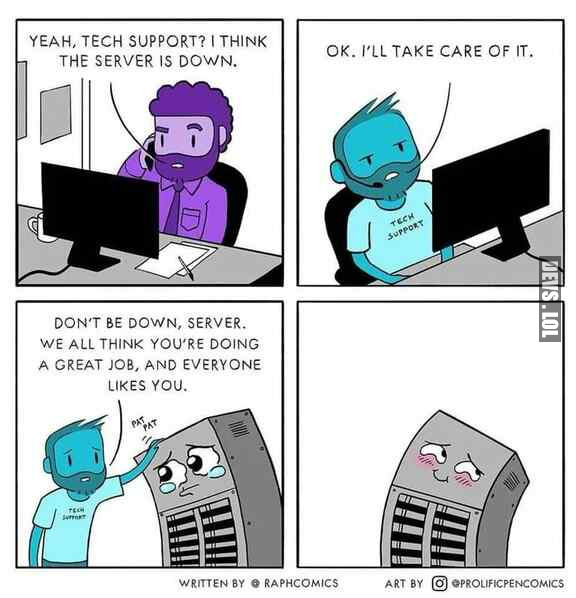 YEAH, TECH SUPPORT? I THINK
THE SERVER IS DOWN.
OK. I'LL TAKE CARE OF IT.
TECH
SUPPORT
DEVS.LOL
DON'T BE DOWN, SERVER.
WE ALL THINK YOU'RE DOING
A GREAT JOB, AND EVERYONE
LIKES YOU.
PAT
PAT
TECH
SUPPORT
WRITTEN BY @ RAPHCOMICS
ART BY @PROLIFICPENCOMICS